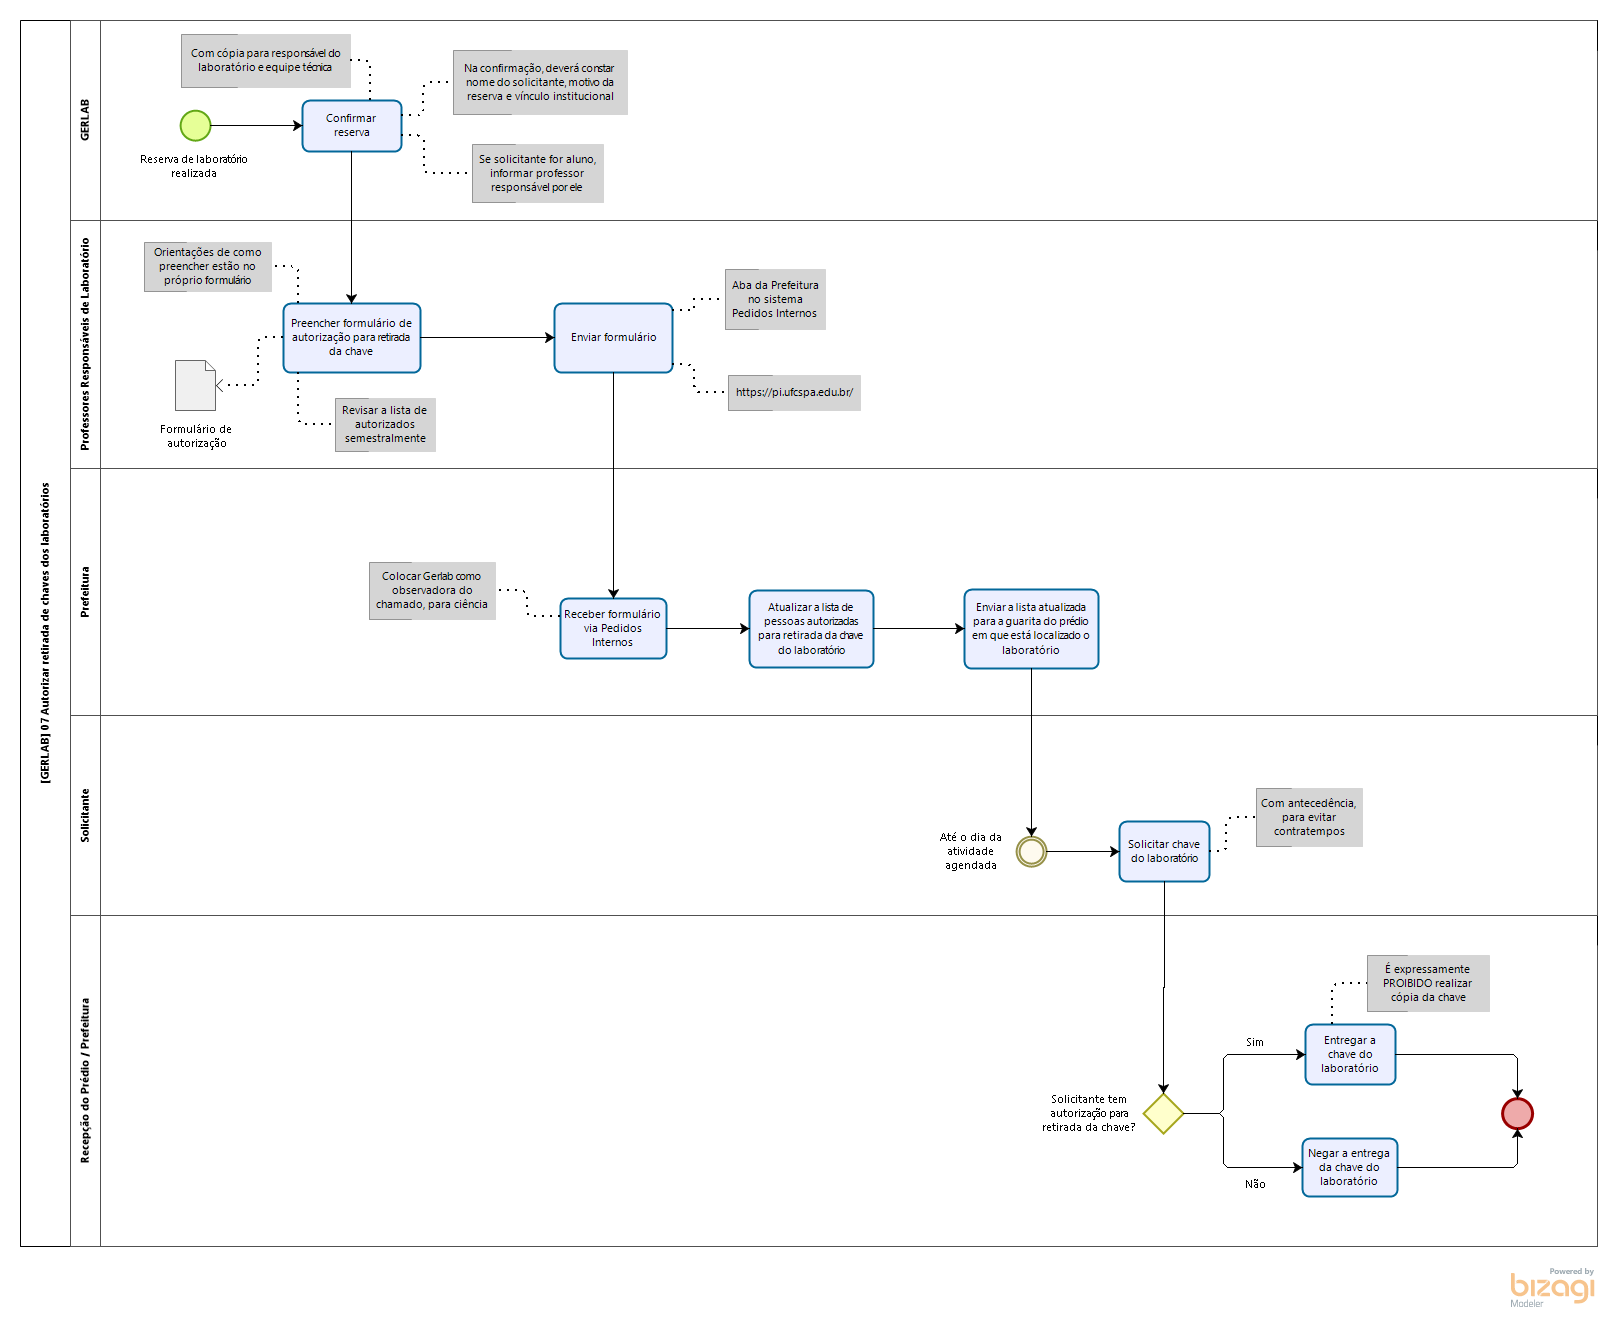 [GERLAB] 07 Autorizar retirada de chaves dos laboratórios
GERLAB
Com cópia para responsável do
laboratório e equipe técnica
Na confirmação, deverá constar
nome do solicitante, motivo da
reserva e vínculo institucional
Confirmar
reserva
Reserva de laboratório
realizada
Se solicitante for aluno,
informar professor
responsável por ele
Professores Responsáveis de Laboratório
Orientações de como
preencher estão no
próprio formulário
Preencher formulário de
autorização para retirada
da chave
Formulário de
autorização
Revisar a lista de
autorizados
semestralmente
Enviar formulário
Aba da Prefeitura
no sistema
Pedidos Internos
https://pi.ufcspa.edu.br/
Prefeitura
Colocar Gerlab como
observadora do
chamado, para ciência
Receber formulário
via Pedidos
Internos
Atualizar a lista de
pessoas autorizadas
para retirada da chave
do laboratório
Enviar a lista atualizada
para a guarita do prédio
em que está localizado o
laboratório
Solicitante
Até o dia da
atividade
agendada
Solicitar chave
do laboratório
Com antecedência,
para evitar
contratempos
Recepção do Prédio / Prefeitura
Solicitante tem
autorização para
retirada da chave?
Sim
É expressamente
PROIBIDO realizar
cópia da chave
Entregar a
chave do
laboratório
Não
Negar a entrega
da chave do
laboratório
Powered by
bizagi
Modeler